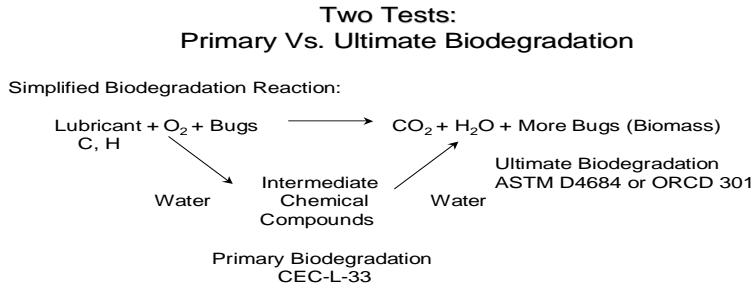 Two Tests:
Primary Vs. Ultimate Biodegradation
Simplified Biodegradation Reaction:
Lubricant + O₂ + Bugs
C, H
CO₂ + H₂O + More Bugs (Biomass)
Ultimate Biodegradation
ASTM D4684 or ORCD 301
Water
Intermediate
Chemical
Compounds
Water
Primary Biodegradation
CEC-L-33